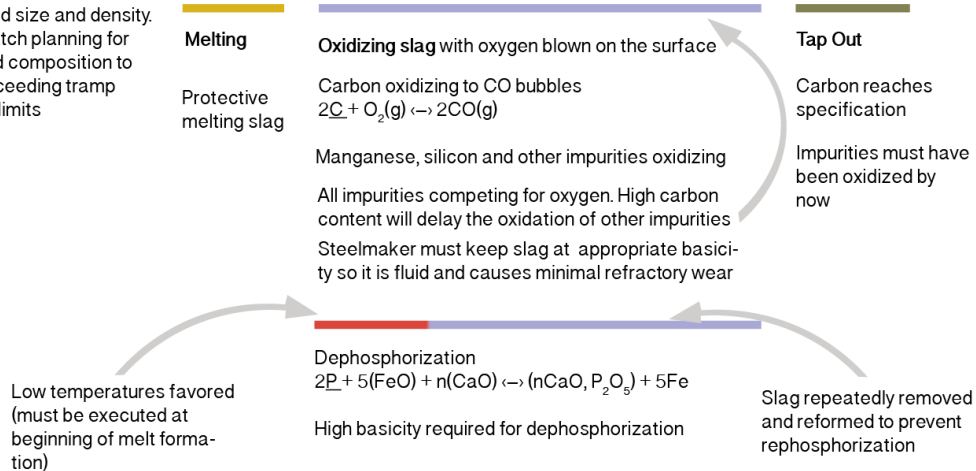 d size and density.
tch planning for
d composition to
ceeding tramp
limits
Melting
Protective
melting slag
Oxidizing slag with oxygen blown on the surface
Carbon oxidizing to CO bubbles
2C + O₂(g) <–> 2CO(g)
Manganese, silicon and other impurities oxidizing
All impurities competing for oxygen. High carbon
content will delay the oxidation of other impurities
Steelmaker must keep slag at appropriate basici-
ty so it is fluid and causes minimal refractory wear
Tap Out
Carbon reaches
specification
Impurities must have
been oxidized by
now
Low temperatures favored
(must be executed at
beginning of melt forma-
tion)
Dephosphorization
2P + 5(FeO) + n(CaO) <–> (nCaO, P₂O₅) + 5Fe
High basicity required for dephosphorization
Slag repeatedly removed
and reformed to prevent
rephosphorization